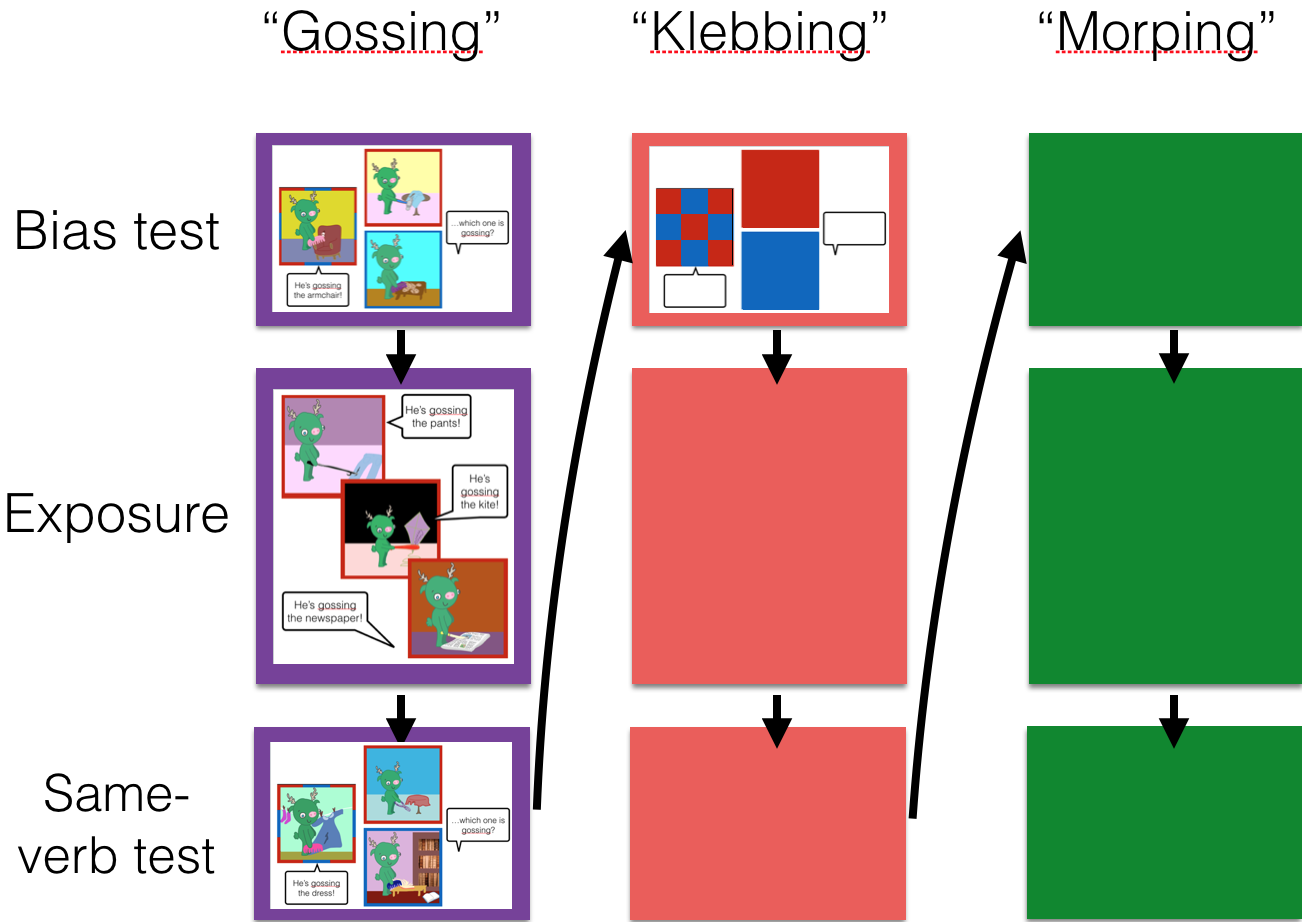 “Gossing”
“Klebbing”
“Morping”
Bias test
He's gossing
the armchair!
...which one is
gossing?
Exposure
He's gossing
the pants!
He's
gossing
the kite!
He's gossing
the newspaper!
Same-
verb test
He's gossing
the dress!
...which one is
gossing?